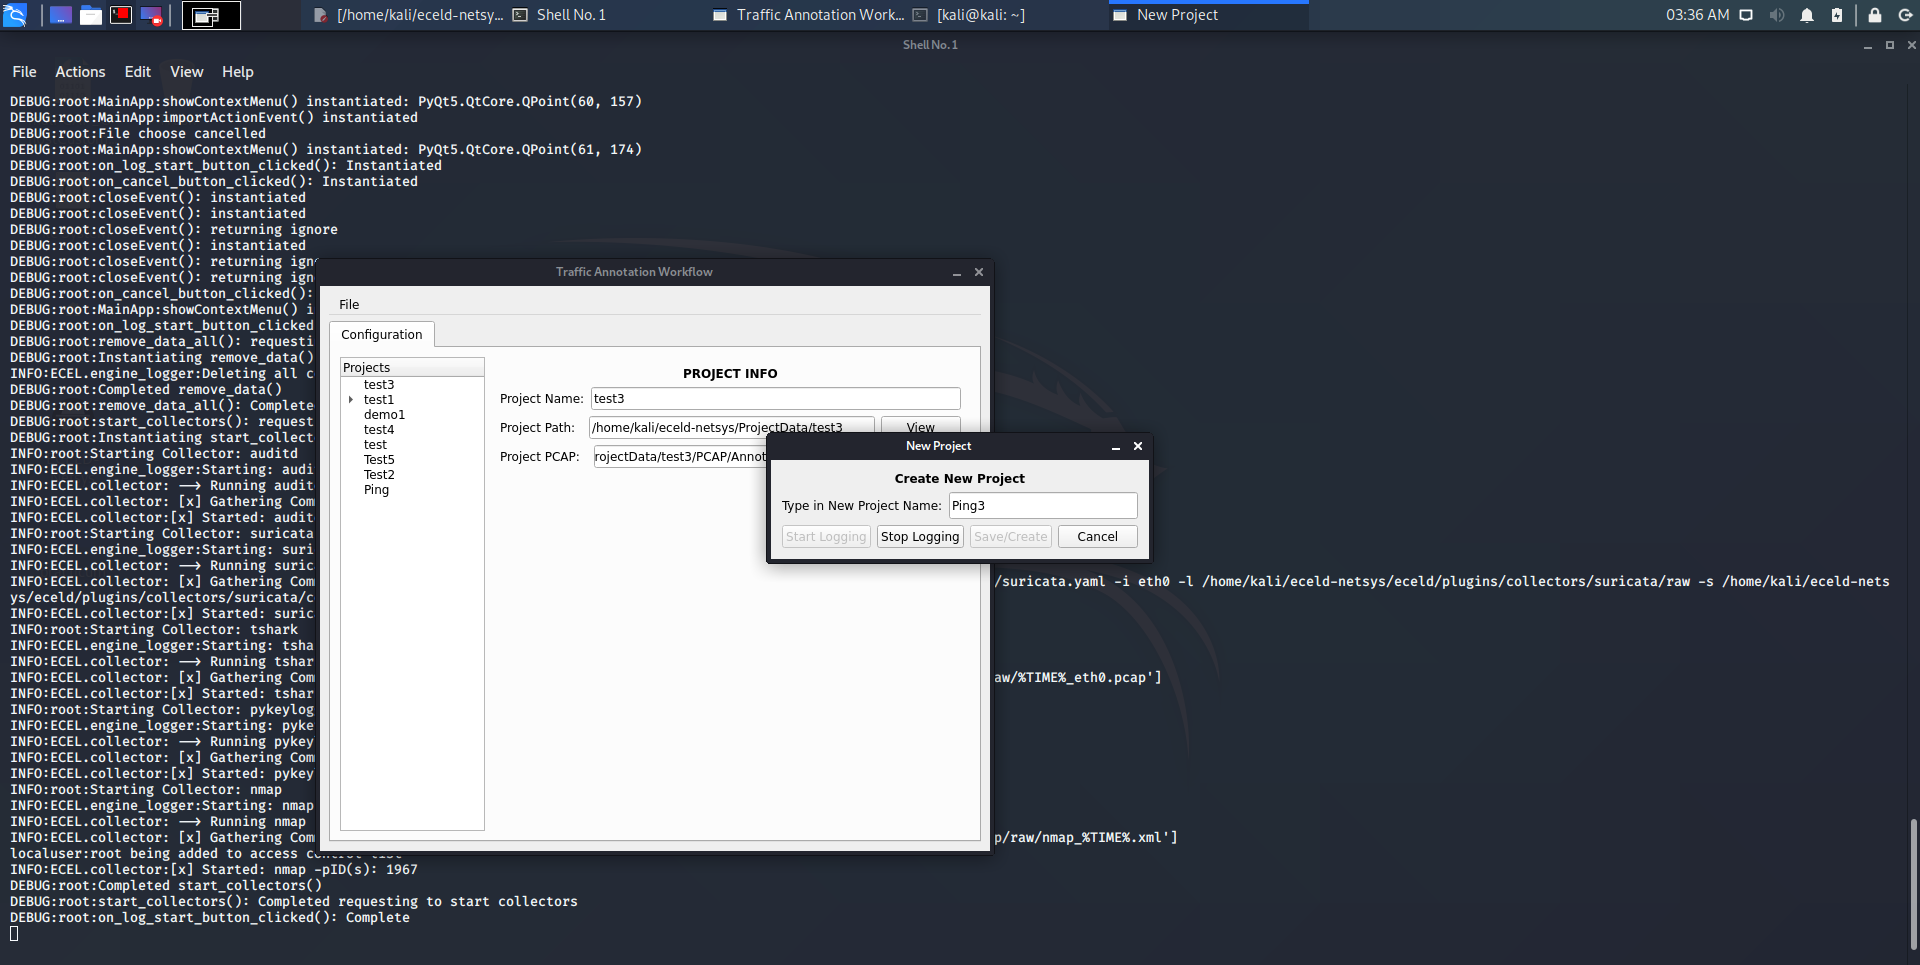 [/home/kali/eceld-netsy... Shell No. 1 Traffic Annotation Work... [kali@kali: ~] New Project 03:36 AM
Shell No. 1
File Actions Edit View Help
DEBUG:root:MainApp:showContextMenu() instantiated: PyQt5.QtCore.QPoint(60, 157)
DEBUG:root:MainApp:importActionEvent() instantiated
DEBUG:root:File choose cancelled
DEBUG:root:MainApp:showContextMenu() instantiated: PyQt5.QtCore.QPoint(61, 174)
DEBUG:root:on_log_start_button_clicked(): Instantiated
DEBUG:root:on_cancel_button_clicked(): Instantiated
DEBUG:root:closeEvent(): instantiated
DEBUG:root:closeEvent(): instantiated
DEBUG:root:closeEvent(): returning ignore
DEBUG:root:closeEvent(): instantiated
DEBUG:root:closeEvent(): returning ign
DEBUG:root:closeEvent(): returning ign
DEBUG:root:on_cancel_button_clicked():
DEBUG:root:MainApp:showContextMenu() i
DEBUG:root:on_log_start_button_clicked
DEBUG:root:remove_data_all(): requesti
DEBUG:root:Instantiating remove_data()
INFO:ECEL.engine_logger:Deleting all c
DEBUG:root:Completed remove_data()
DEBUG:root:remove_data_all(): Complete
DEBUG:root:start_collectors(): request
DEBUG:root:Instantiating start_collect
INFO:root:Starting Collector: auditd
INFO:ECEL.engine_logger:Starting: audi
INFO:ECEL.collector: ⟶ Running audit
INFO:ECEL.collector: [x] Gathering Com
INFO:ECEL.collector:[x] Started: audit
INFO:root:Starting Collector: suricata
INFO:ECEL.engine_logger:Starting: suri
INFO:ECEL.collector: ⟶ Running suric
INFO:ECEL.collector: [x] Gathering Com /suricata.yaml -i eth0 -l /home/kali/eceld-netsys/eceld/plugins/collectors/suricata/raw -s /home/kali/eceld-nets
ys/eceld/plugins/collectors/suricata/c
INFO:ECEL.collector:[x] Started: suric
INFO:root:Starting Collector: tshark
INFO:ECEL.engine_logger:Starting: tsha
INFO:ECEL.collector: ⟶ Running tshar
INFO:ECEL.collector: [x] Gathering Com aw/%TIME%_eth0.pcap']
INFO:ECEL.collector:[x] Started: tshar
INFO:root:Starting Collector: pykeylog
INFO:ECEL.engine_logger:Starting: pyke
INFO:ECEL.collector: ⟶ Running pykey
INFO:ECEL.collector: [x] Gathering Com
INFO:ECEL.collector:[x] Started: pykey
INFO:root:Starting Collector: nmap
INFO:ECEL.engine_logger:Starting: nmap
INFO:ECEL.collector: ⟶ Running nmap
INFO:ECEL.collector: [x] Gathering Com p/raw/nmap_%TIME%.xml']
localuser:root being added to access control list
INFO:ECEL.collector:[x] Started: nmap -pID(s): 1967
DEBUG:root:Completed start_collectors()
DEBUG:root:start_collectors(): Completed requesting to start collectors
DEBUG:root:on_log_start_button_clicked(): Complete
Traffic Annotation Workflow
File
Configuration
Projects
test3
test1
demo1
test4
test
Test5
Test2
Ping
PROJECT INFO
Project Name: test3
Project Path: /home/kali/eceld-netsys/ProjectData/test3 View
Project PCAP: rojectData/test3/PCAP/Annot
New Project
Create New Project
Type in New Project Name: Ping3
Start Logging Stop Logging Save/Create Cancel